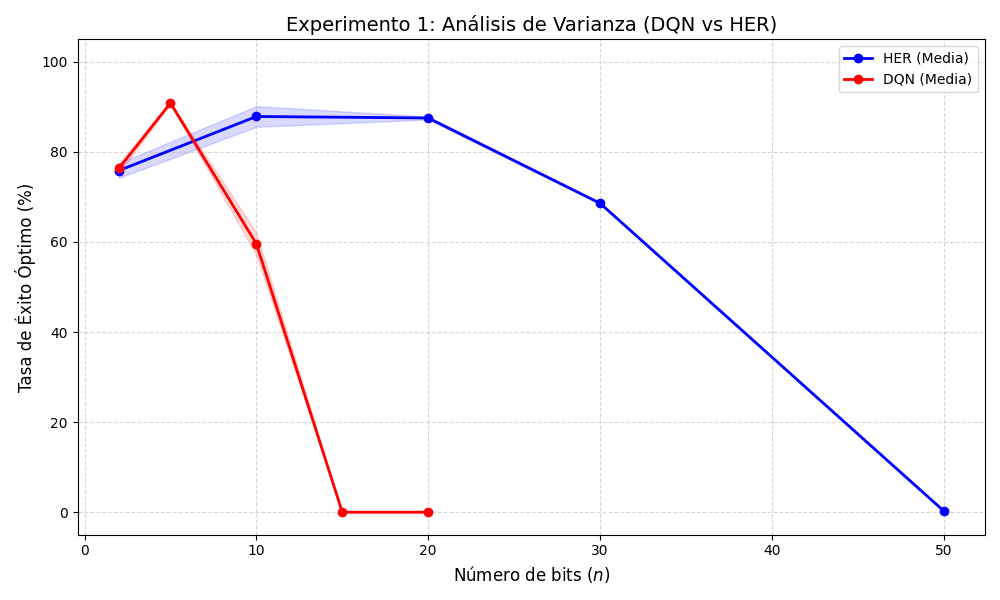 Experimento 1: Análisis de Varianza (DQN vs HER)
HER (Media)
DQN (Media)
Tasa de Éxito Óptimo (%)
100
80
60
40
20
0
0 10 20 30 40 50
Número de bits (n)